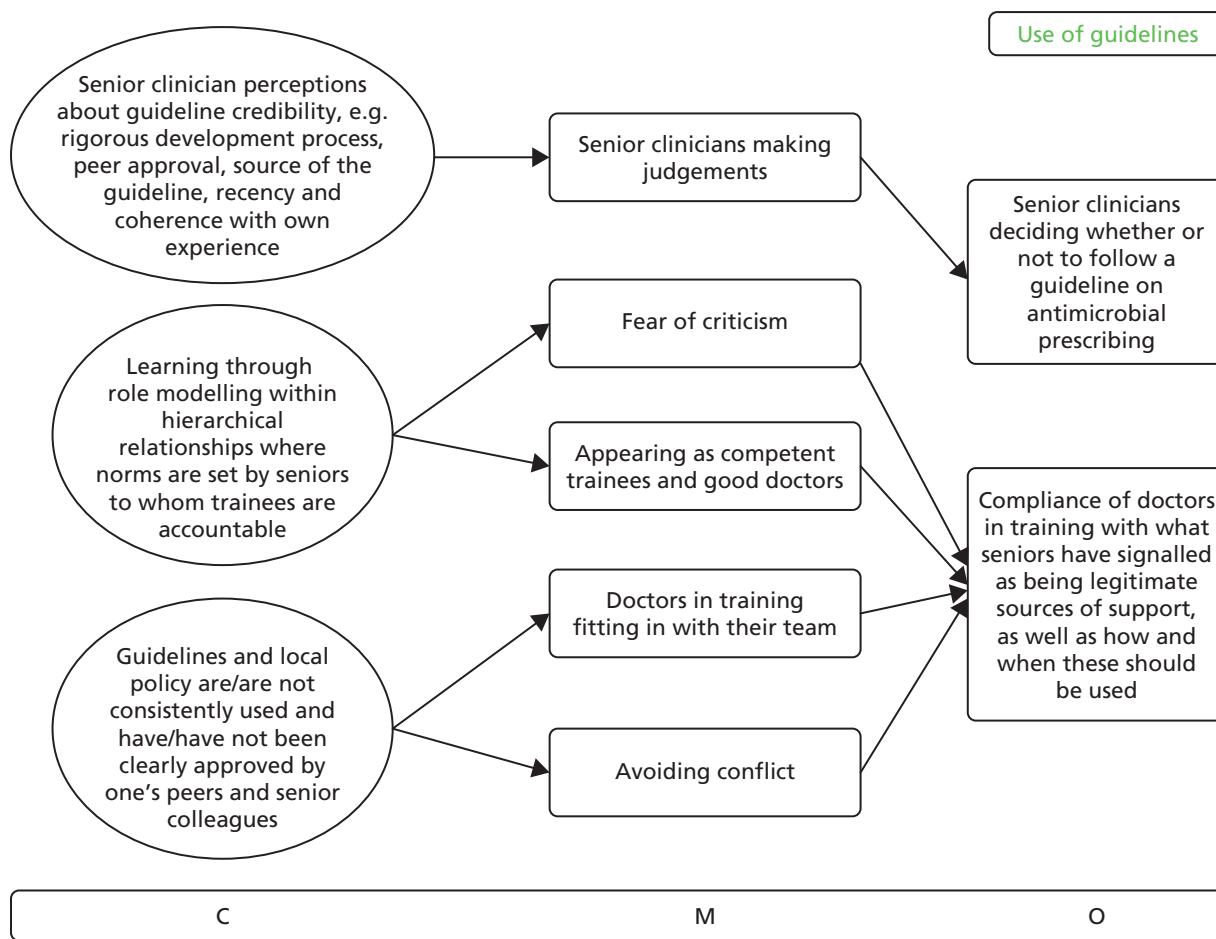 Use of guidelines
Senior clinician perceptions
about guideline credibility, e.g.
rigorous development process,
peer approval, source of the
guideline, recency and
coherence with own
experience
Senior clinicians making
judgements
Senior clinicians
deciding whether or
not to follow a
guideline on
antimicrobial
prescribing
Learning through
role modelling within
hierarchical
relationships where
norms are set by seniors
to whom trainees are
accountable
Fear of criticism
Appearing as competent
trainees and good doctors
Guidelines and local
policy are/are not
consistently used and
have/have not been
clearly approved by
one's peers and senior
colleagues
Doctors in training
fitting in with their team
Avoiding conflict
Compliance of doctors
in training with what
seniors have signalled
as being legitimate
sources of support,
as well as how and
when these should
be used
C
M
O